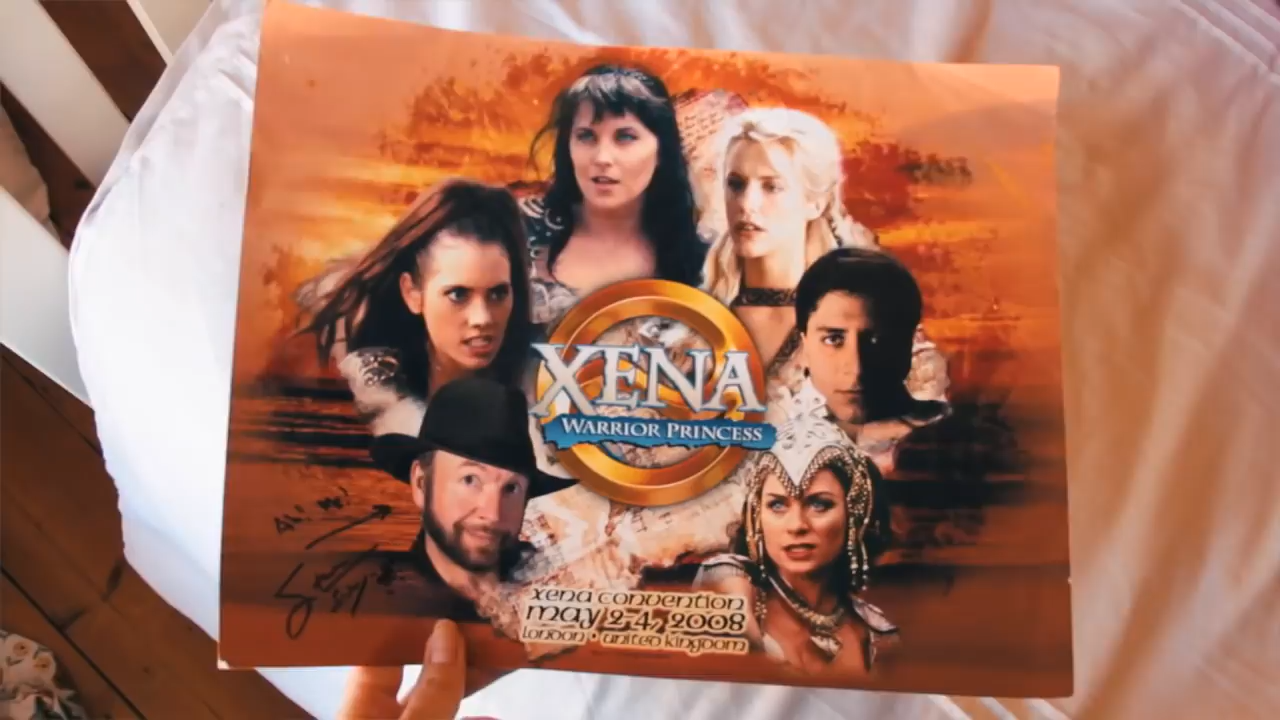 XENA
WARRIOR PRINCESS
xena convention
may 2-4, 2008
london • united kingdom